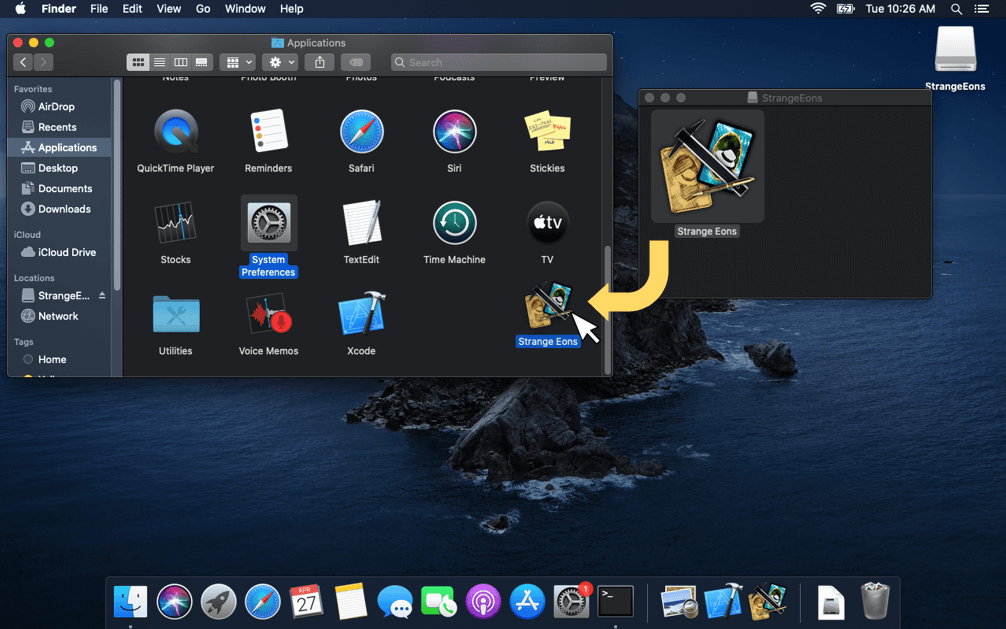 Finder File Edit View Go Window Help
Tue 10:26 AM
Applications
Search
Favorites
AirDrop
Recents
Applications
Desktop
Documents
Downloads
iCloud
iCloud Drive
Locations
StrangeE...
Network
Tags
Home
Notes Photo Booth Photos Podcasts Preview
QuickTime Player Reminders Safari Siri Stickies
Stocks System Preferences TextEdit Time Machine TV
tv
Utilities Voice Memos Xcode Strange Eons
StrangeEons
Strange Eons
StrangeEons
APR
27
1
>_